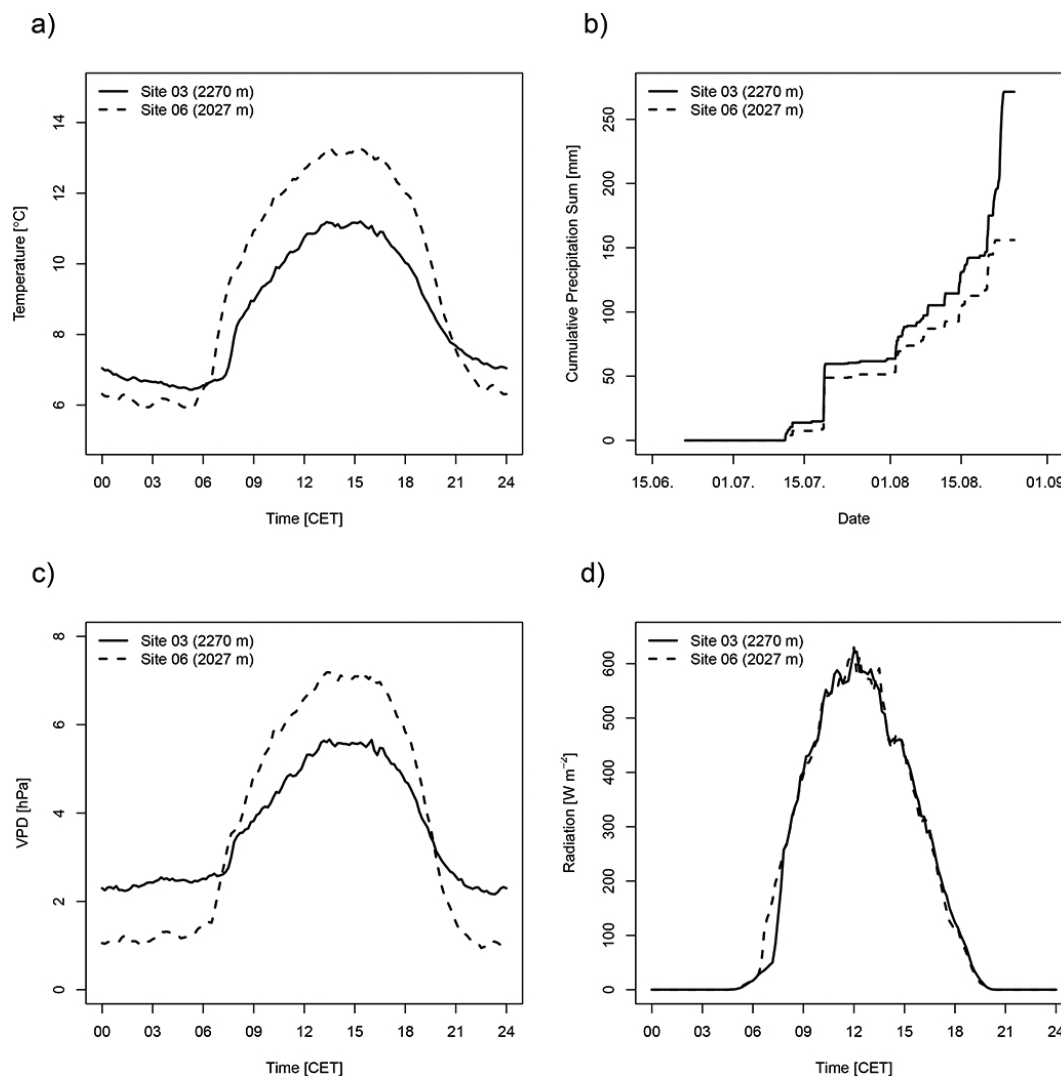 a)
Site 03 (2270 m)
Site 06 (2027 m)
Temperature [°C]
14
12
10
8
6
00 03 06 09 12 15 18 21 24
Time [CET]
b)
Site 03 (2270 m)
Site 06 (2027 m)
Cumulative Precipitation Sum [mm]
250
200
150
100
50
0
15.06. 01.07. 15.07. 01.08 15.08. 01.09
Date
c)
Site 03 (2270 m)
Site 06 (2027 m)
VPD [hPa]
8
6
4
2
0
00 03 06 09 12 15 18 21 24
Time [CET]
d)
Site 03 (2270 m)
Site 06 (2027 m)
Radiation [W m⁻²]
600
500
400
300
200
100
0
00 03 06 09 12 15 18 21 24
Time [CET]